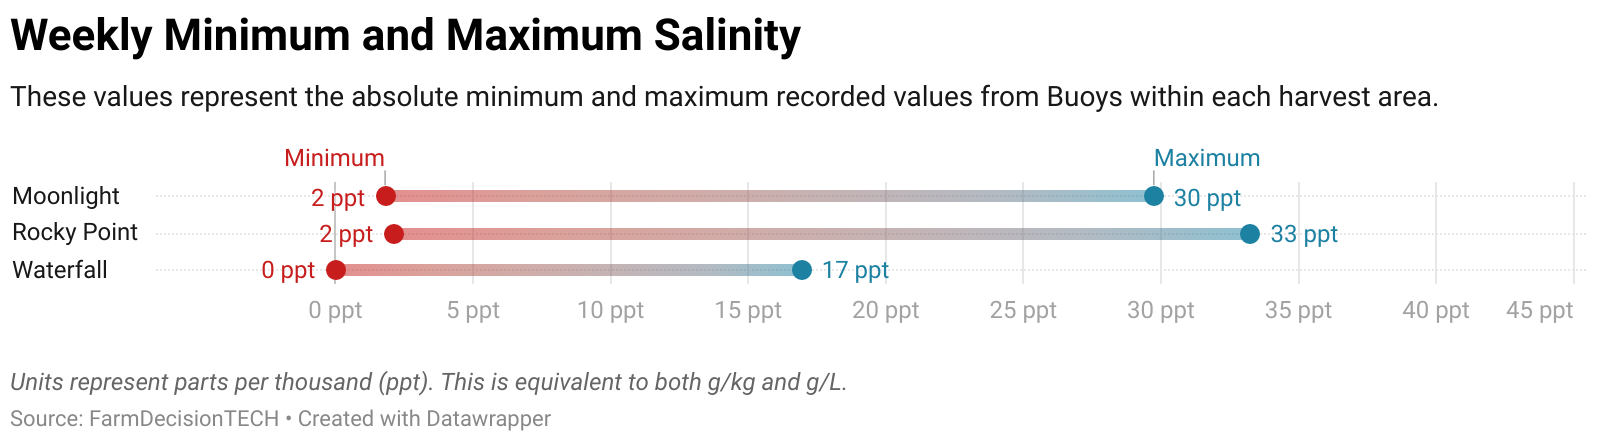 Weekly Minimum and Maximum Salinity
These values represent the absolute minimum and maximum recorded values from Buoys within each harvest area.
Minimum Maximum
Moonlight 2 ppt 30 ppt
Rocky Point 2 ppt 33 ppt
Waterfall 0 ppt 17 ppt
0 ppt 5 ppt 10 ppt 15 ppt 20 ppt 25 ppt 30 ppt 35 ppt 40 ppt 45 ppt
Units represent parts per thousand (ppt). This is equivalent to both g/kg and g/L.
Source: FarmDecisionTECH • Created with Datawrapper